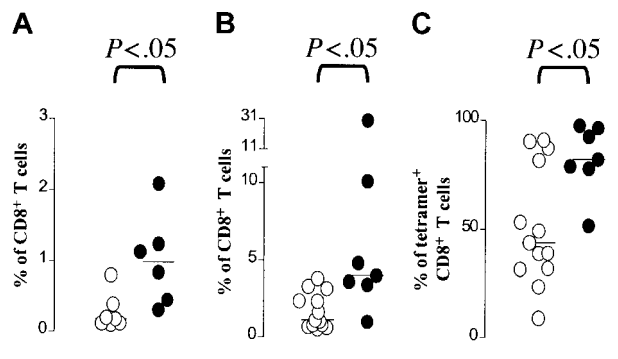 A
P<.05
% of CD8+ T cells
3
2
1
0
B
P<.05
% of CD8+ T cells
31
11
10
5
0
C
P<.05
% of tetramer+
CD8+ T cells
100
50
0